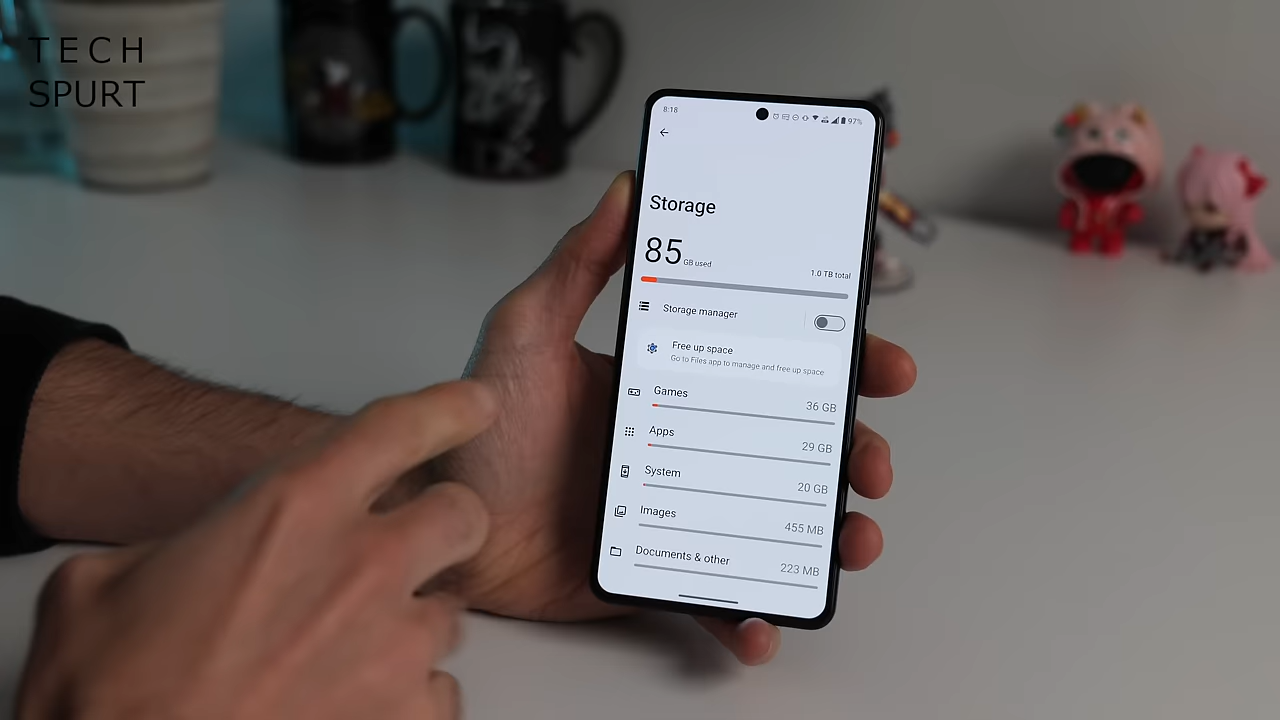 TECH
SPURT
8:18
97%
Storage
85 GB used
1.0 TB total
Storage manager
Free up space
Go to Files app to manage and free up space
Games
36 GB
Apps
29 GB
System
20 GB
Images
455 MB
Documents & other
223 MB